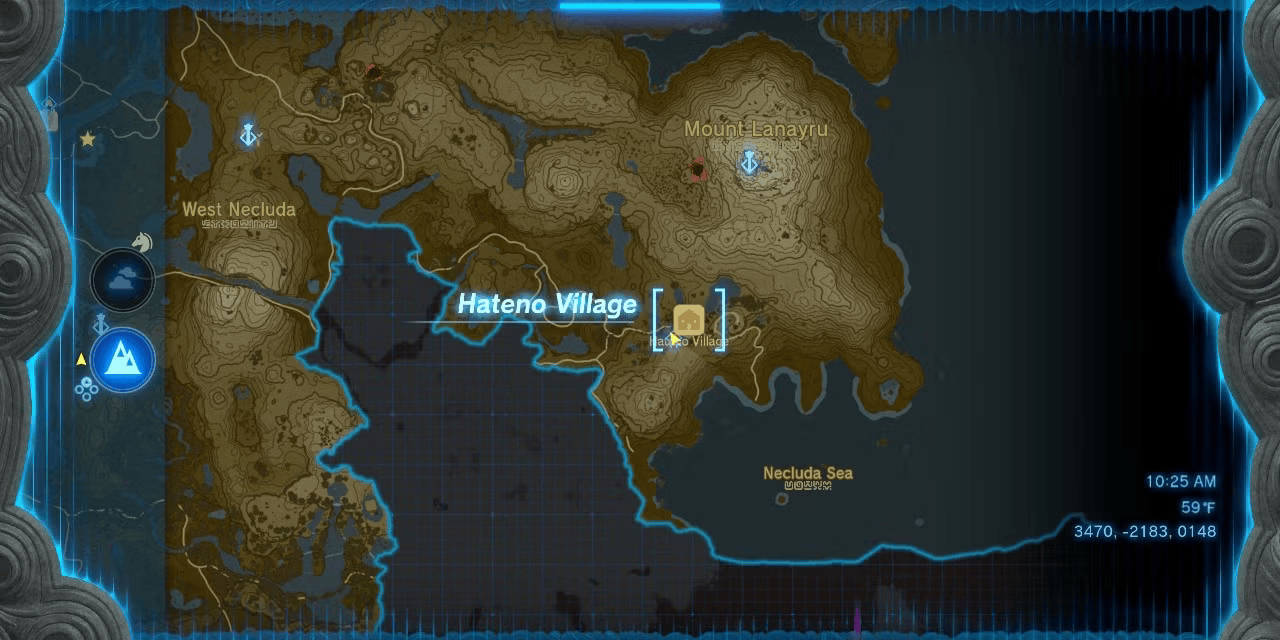 Mount Lanayru
West Necluda
Hateno Village
Hateno Village
Necluda Sea
10:25 AM
59°F
3470, -2183, 0148